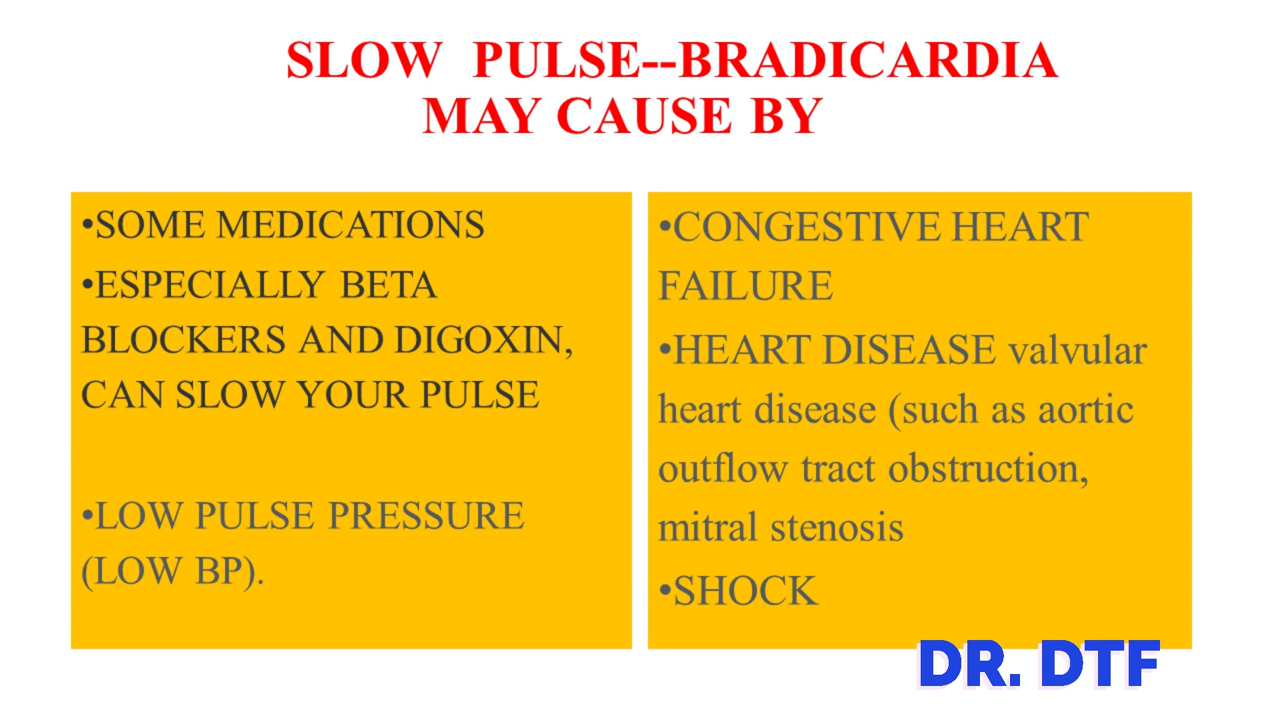 SLOW PULSE--BRADICARDIA
MAY CAUSE BY
•SOME MEDICATIONS
•ESPECIALLY BETA
BLOCKERS AND DIGOXIN,
CAN SLOW YOUR PULSE
•LOW PULSE PRESSURE
(LOW BP).
•CONGESTIVE HEART
FAILURE
•HEART DISEASE valvular
heart disease (such as aortic
outflow tract obstruction,
mitral stenosis
•SHOCK
DR. DTF